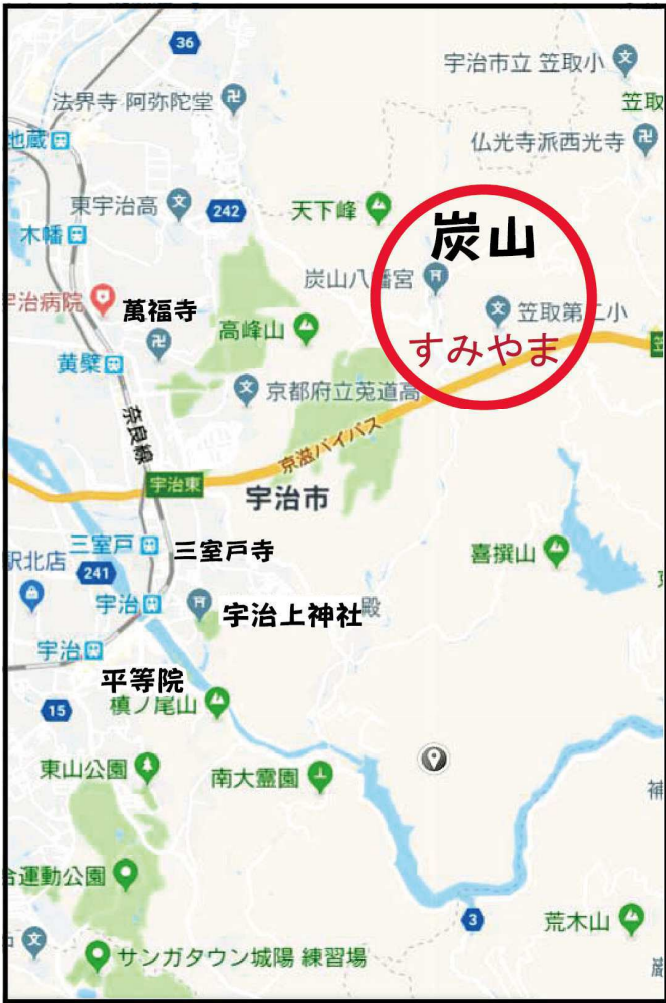 36
宇治市立 笠取小
法界寺 阿弥陀堂
笠取
地蔵
仏光寺派西光寺
東宇治高
242
天下峰
炭山
木幡
炭山八幡宮
宇治病院
萬福寺
笠取第二小
高峰山
すみやま
黄檗
京都府立莵道高
奈良線
京滋バイパス
宇治東
宇治市
三室戸
三室戸寺
喜撰山
駅北店
241
宇治
宇治上神社
殿
宇治
平等院
槙ノ尾山
15
東山公園
南大霊園
補
合運動公園
3
荒木山
サンガタウン城陽 練習場